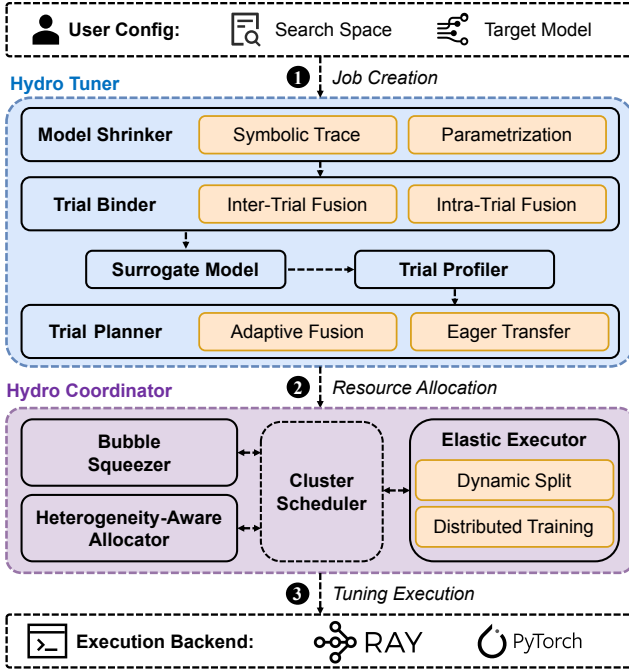 User Config: Search Space Target Model
1 Job Creation
Hydro Tuner
Model Shrinker Symbolic Trace Parametrization
Trial Binder Inter-Trial Fusion Intra-Trial Fusion
Surrogate Model Trial Profiler
Trial Planner Adaptive Fusion Eager Transfer
2 Resource Allocation
Hydro Coordinator
Bubble
Squeezer
Heterogeneity-Aware
Allocator
Cluster
Scheduler
Elastic Executor
Dynamic Split
Distributed Training
3 Tuning Execution
Execution Backend: RAY PyTorch